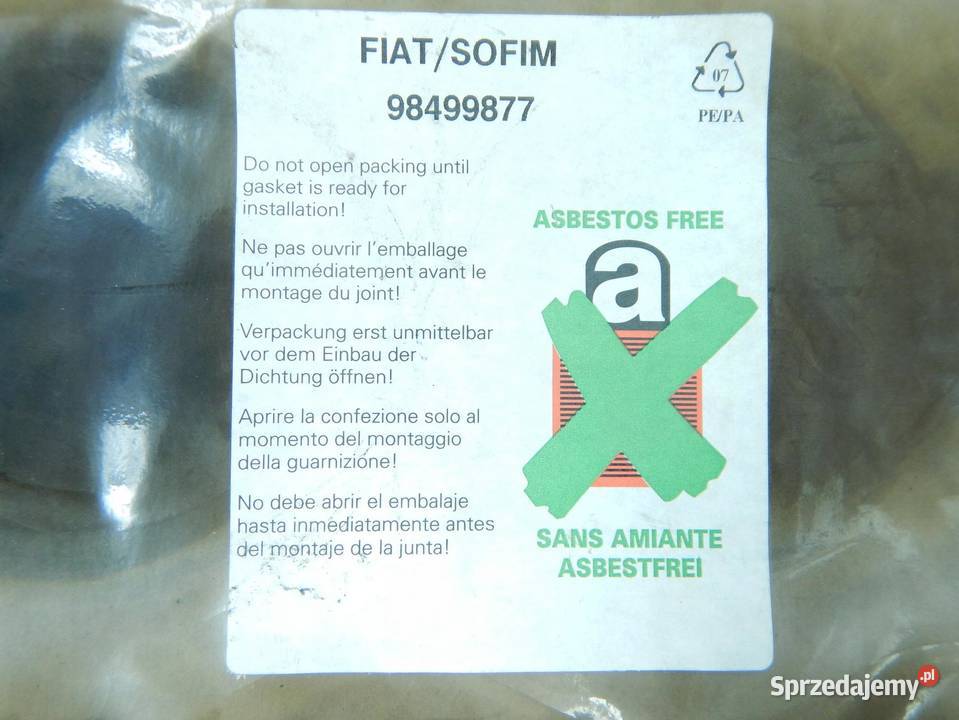 FIAT/SOFIM
98499877
07
PE/PA
Do not open packing until
gasket is ready for
installation!
Ne pas ouvrir l'emballage
qu'immédiatement avant le
montage du joint!
Verpackung erst unmittelbar
vor dem Einbau der
Dichtung öffnen!
Aprire la confezione solo al
momento del montaggio
della guarnizione!
No debe abrir el embalaje
hasta inmediatamente antes
del montaje de la junta!
ASBESTOS FREE
a
SANS AMIANTE
ASBESTFREI
Sprzedajemy.pl